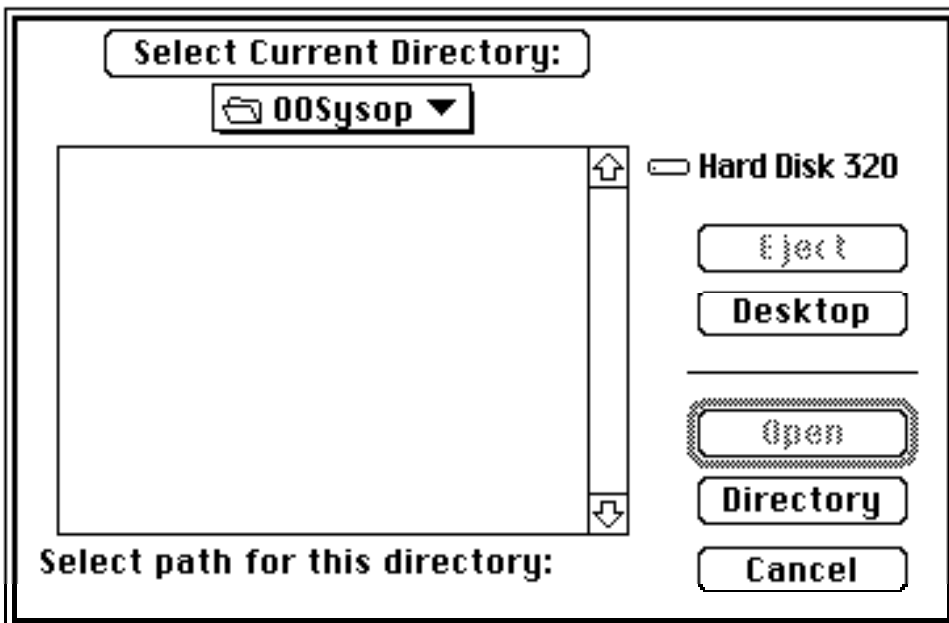 Select Current Directory:
00Sysop
Hard Disk 320
Eject
Desktop
Open
Directory
Select path for this directory:
Cancel